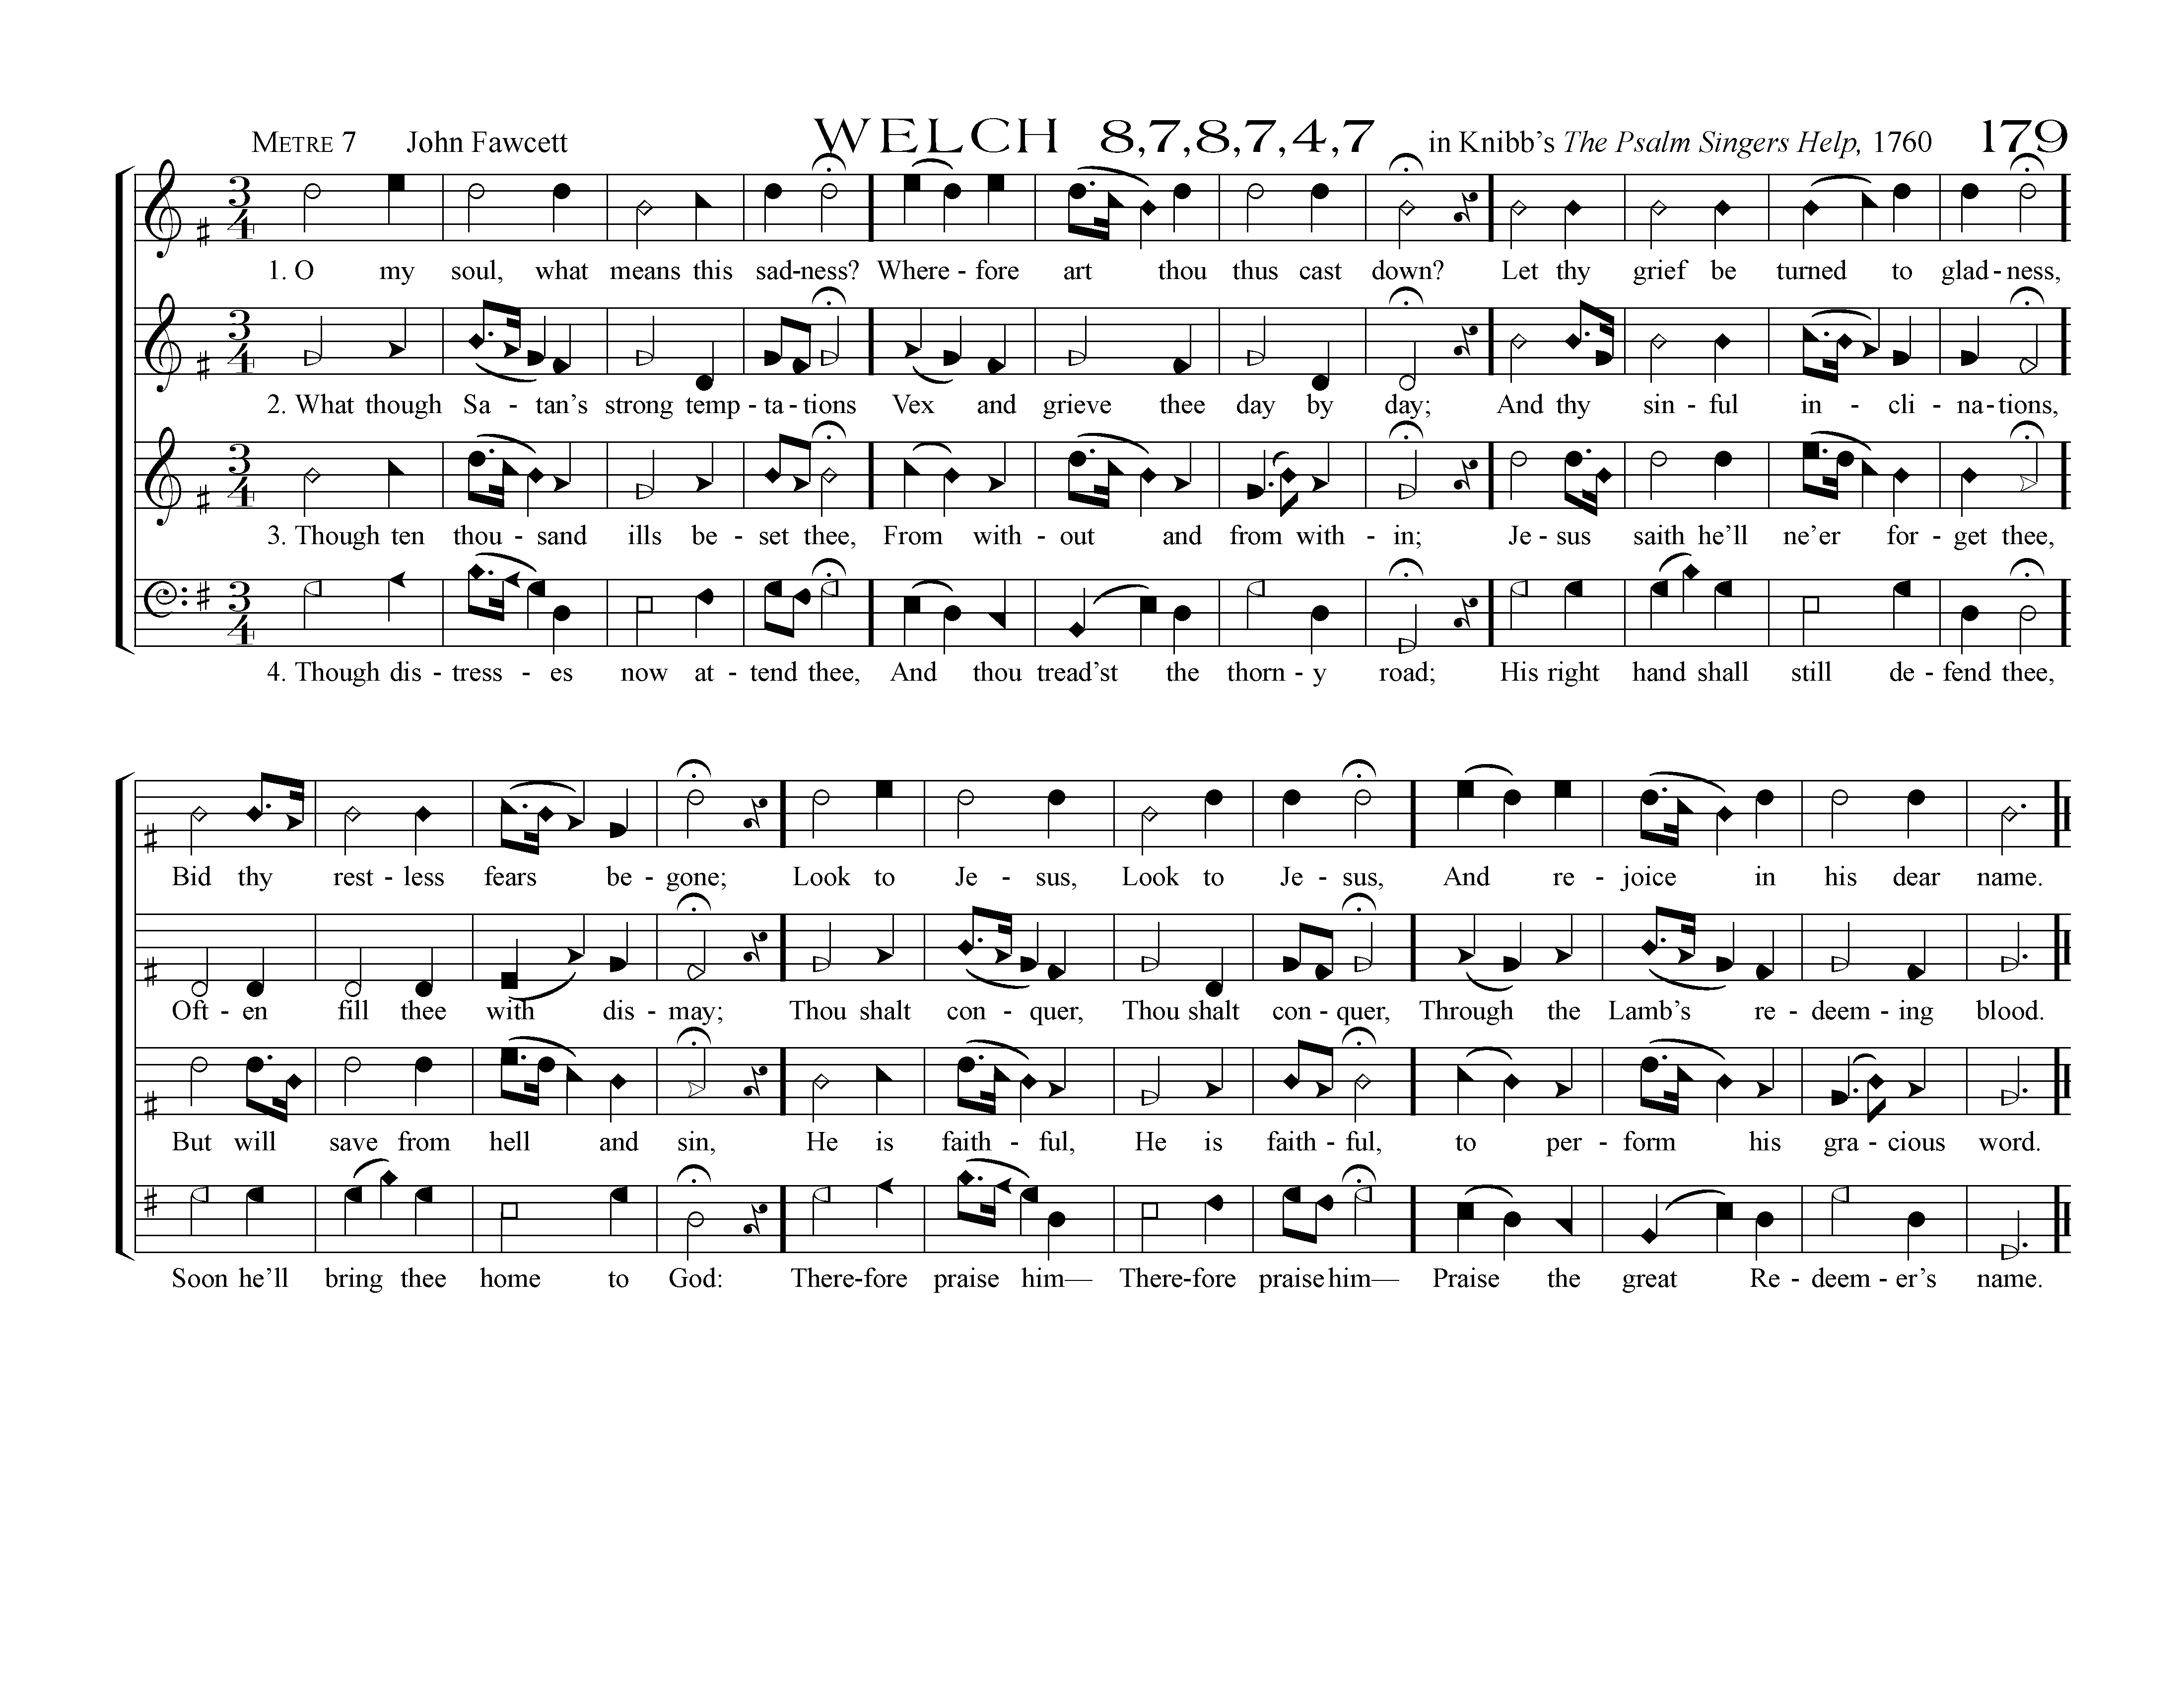 METRE 7 John Fawcett WELCH 8,7,8,7,4,7 in Knibb’s The Psalm Singers Help, 1760 179
3 4
1. O my soul, what means this sad-ness? Where - fore art thou thus cast down? Let thy grief be turned to glad - ness,
3 4
2. What though Sa - tan’s strong temp - ta - tions Vex and grieve thee day by day; And thy sin - ful in - cli - na - tions,
3 4
3. Though ten thou - sand ills be - set thee, From with - out and from with - in; Je - sus saith he’ll ne’er for - get thee,
3 4
4. Though dis - tress - es now at - tend thee, And thou tread’st the thorn - y road; His right hand shall still de - fend thee,
Bid thy rest - less fears be - gone; Look to Je - sus, Look to Je - sus, And re - joice in his dear name.
Oft - en fill thee with dis - may; Thou shalt con - quer, Thou shalt con - quer, Through the Lamb’s re - deem - ing blood.
But will save from hell and sin, He is faith - ful, He is faith - ful, to per - form his gra - cious word.
Soon he’ll bring thee home to God: There-fore praise him— There-fore praise him— Praise the great Re - deem - er’s name.